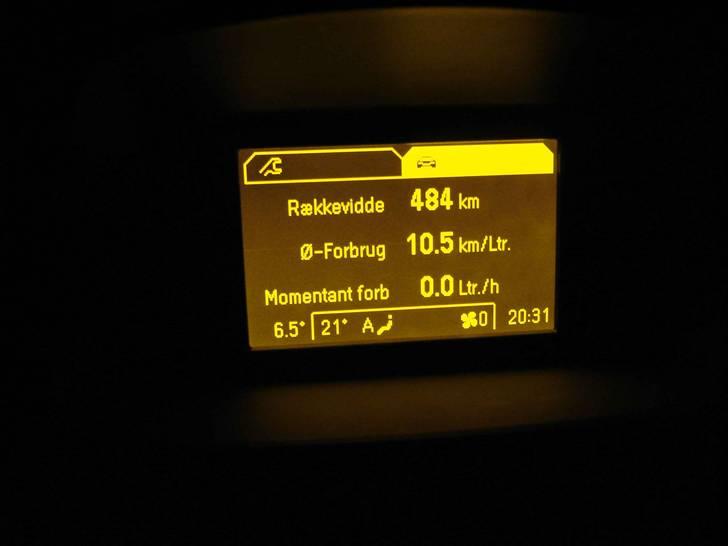 Rækkevidde 484 km
Ø-Forbrug 10.5 km/Ltr.
Momentant forb 0.0 Ltr./h
6.5° 21° A 0 20:31